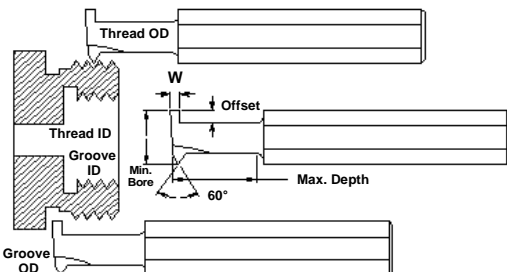 Thread OD
W
Offset
Thread ID
Groove
ID
Min.
Bore
Max. Depth
60°
Groove
OD